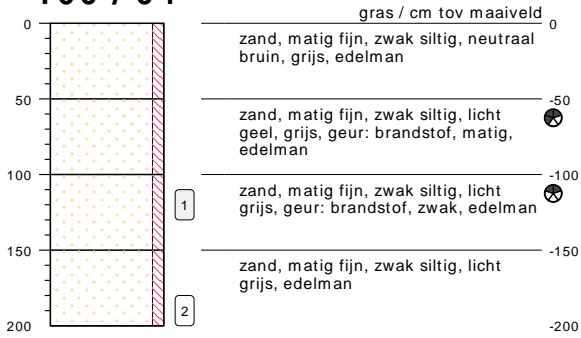 gras / cm tov maaiveld
0
0
zand, matig fijn, zwak siltig, neutraal
bruin, grijs, edelman
50
-50
zand, matig fijn, zwak siltig, licht
geel, grijs, geur: brandstof, matig,
edelman
100
-100
zand, matig fijn, zwak siltig, licht
grijs, geur: brandstof, zwak, edelman
1
150
-150
zand, matig fijn, zwak siltig, licht
grijs, edelman
2
200
-200